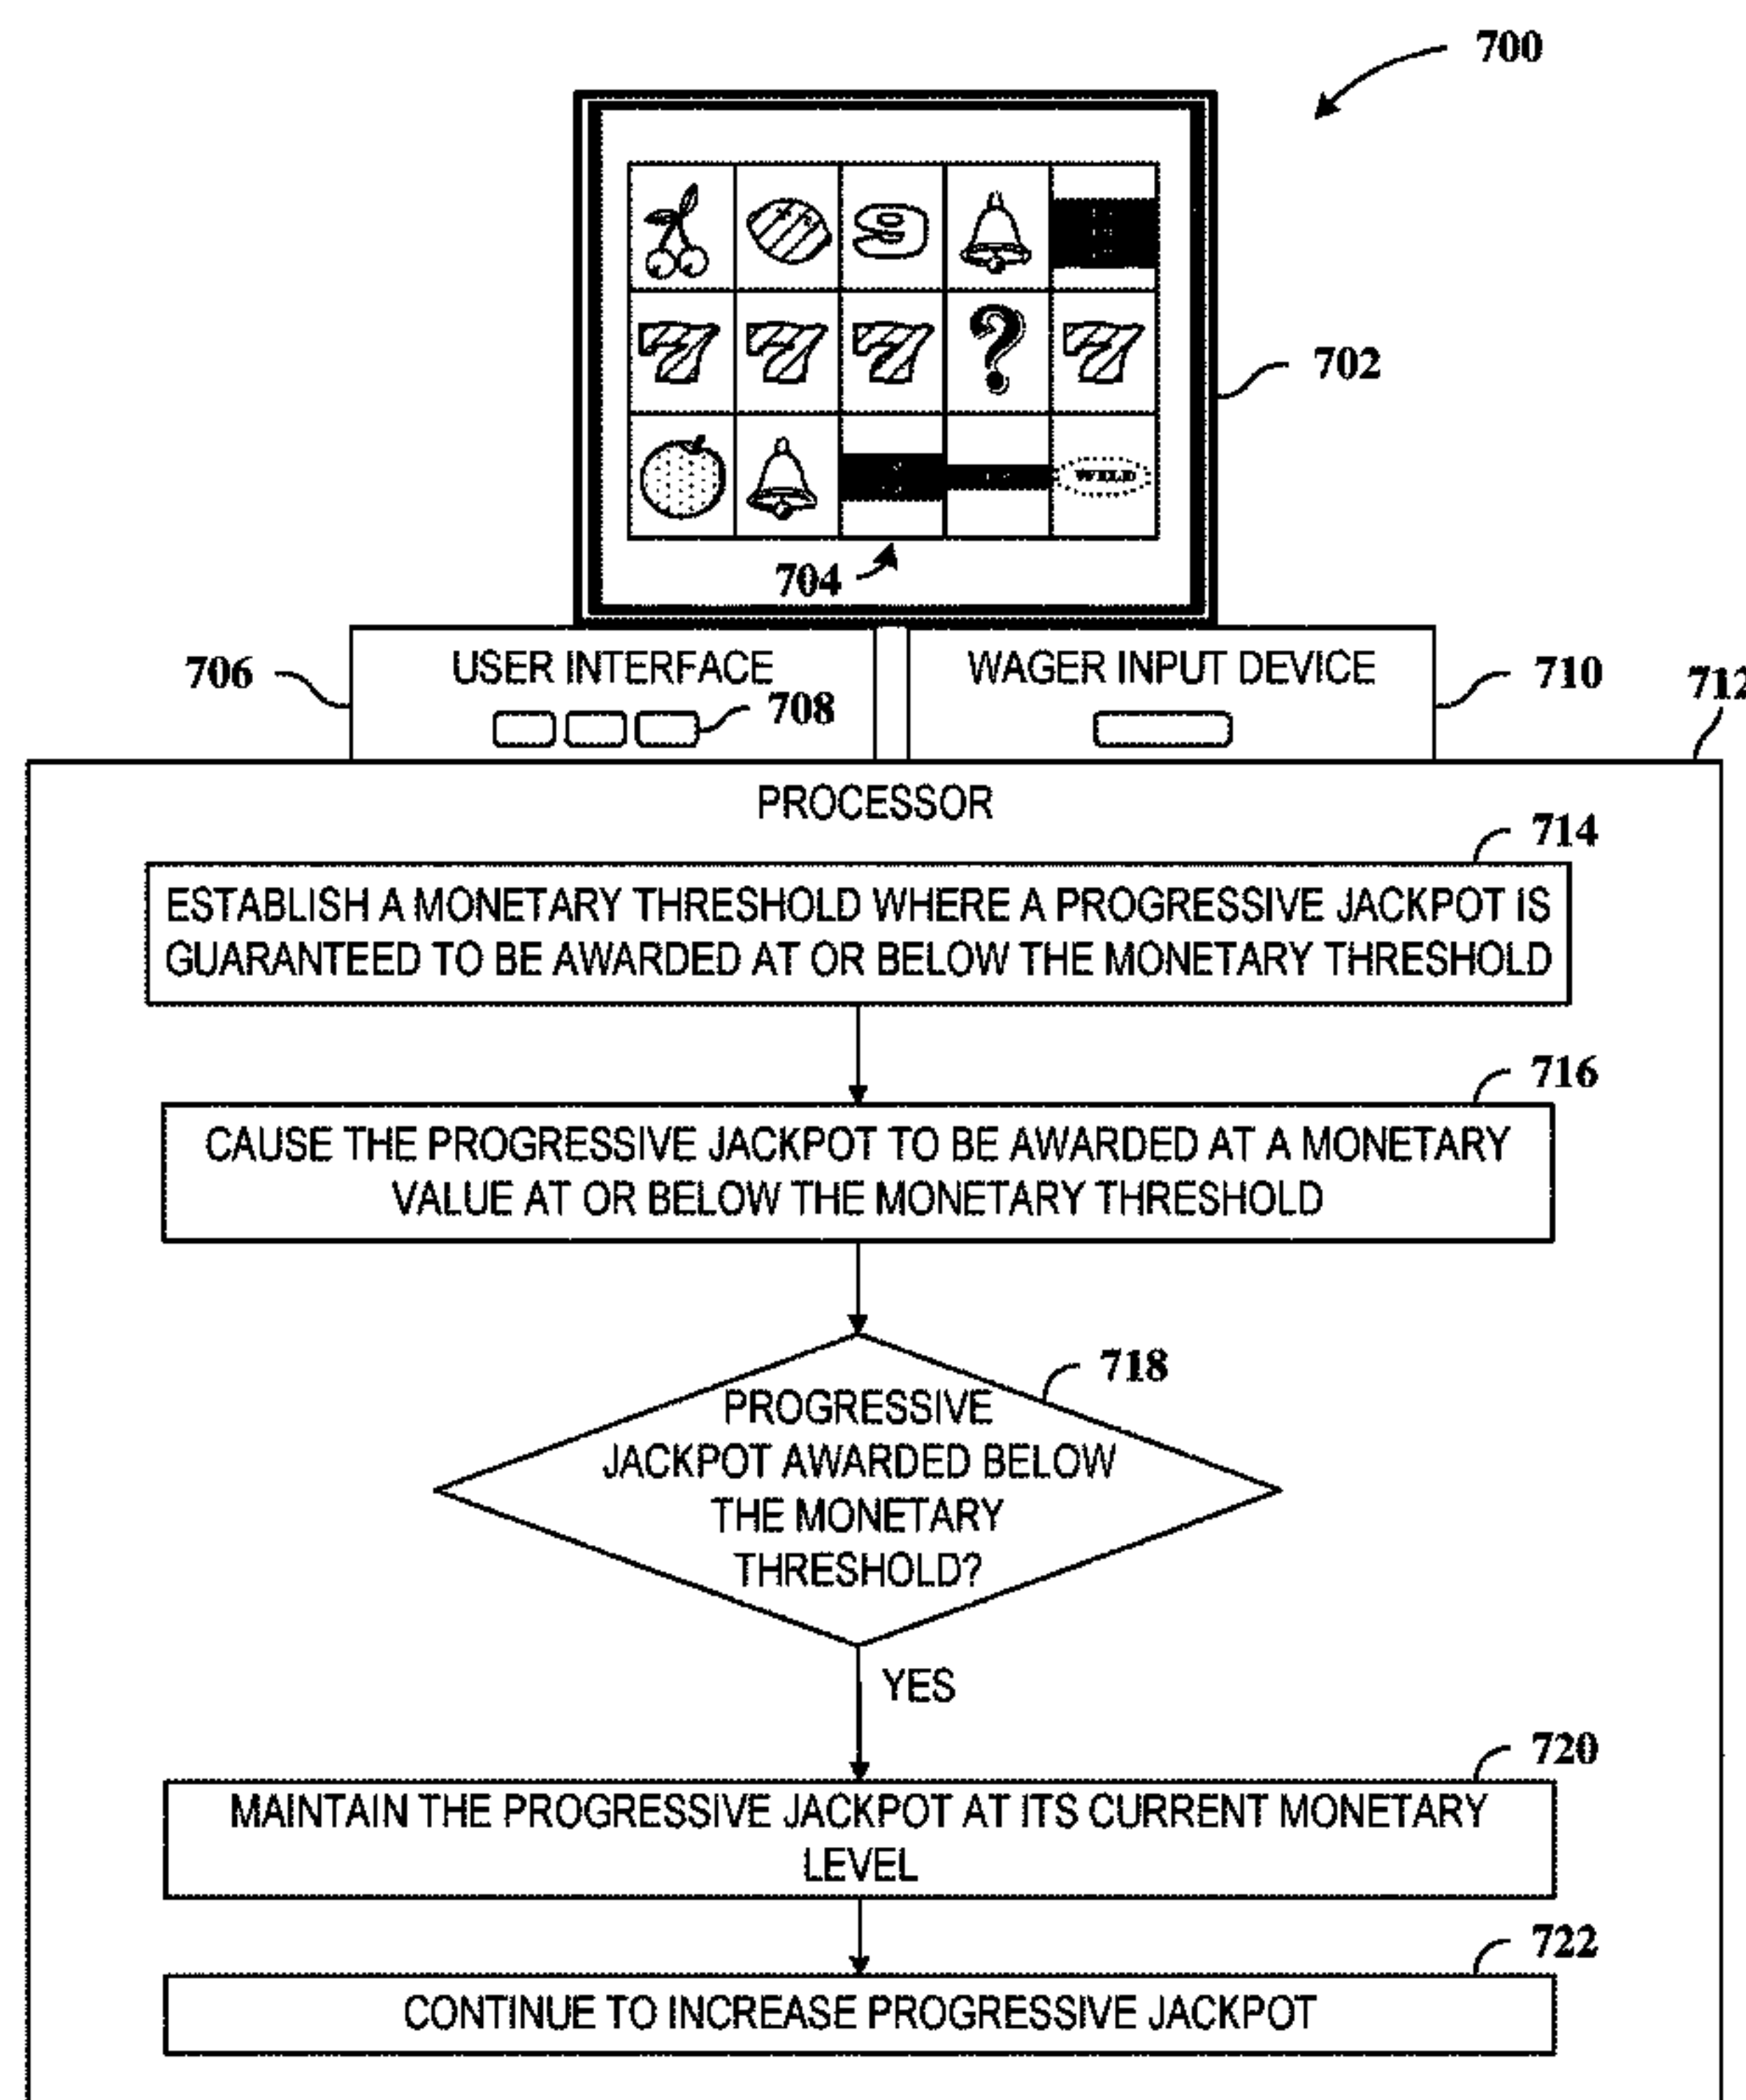 700
702
WILD
704
706
USER INTERFACE
708
WAGER INPUT DEVICE
710
712
PROCESSOR
714
ESTABLISH A MONETARY THRESHOLD WHERE A PROGRESSIVE JACKPOT IS
GUARANTEED TO BE AWARDED AT OR BELOW THE MONETARY THRESHOLD
716
CAUSE THE PROGRESSIVE JACKPOT TO BE AWARDED AT A MONETARY
VALUE AT OR BELOW THE MONETARY THRESHOLD
718
PROGRESSIVE
JACKPOT AWARDED BELOW
THE MONETARY
THRESHOLD?
YES
720
MAINTAIN THE PROGRESSIVE JACKPOT AT ITS CURRENT MONETARY
LEVEL
722
CONTINUE TO INCREASE PROGRESSIVE JACKPOT